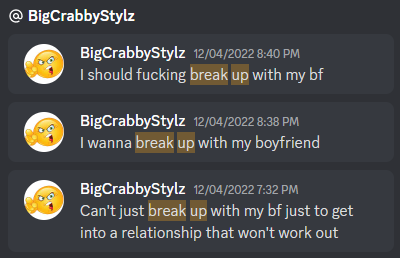 @ BigCrabbyStylz
BigCrabbyStylz 12/04/2022 8:40 PM
I should fucking break up with my bf
BigCrabbyStylz 12/04/2022 8:38 PM
I wanna break up with my boyfriend
BigCrabbyStylz 12/04/2022 7:32 PM
Can't just break up with my bf just to get
into a relationship that won't work out